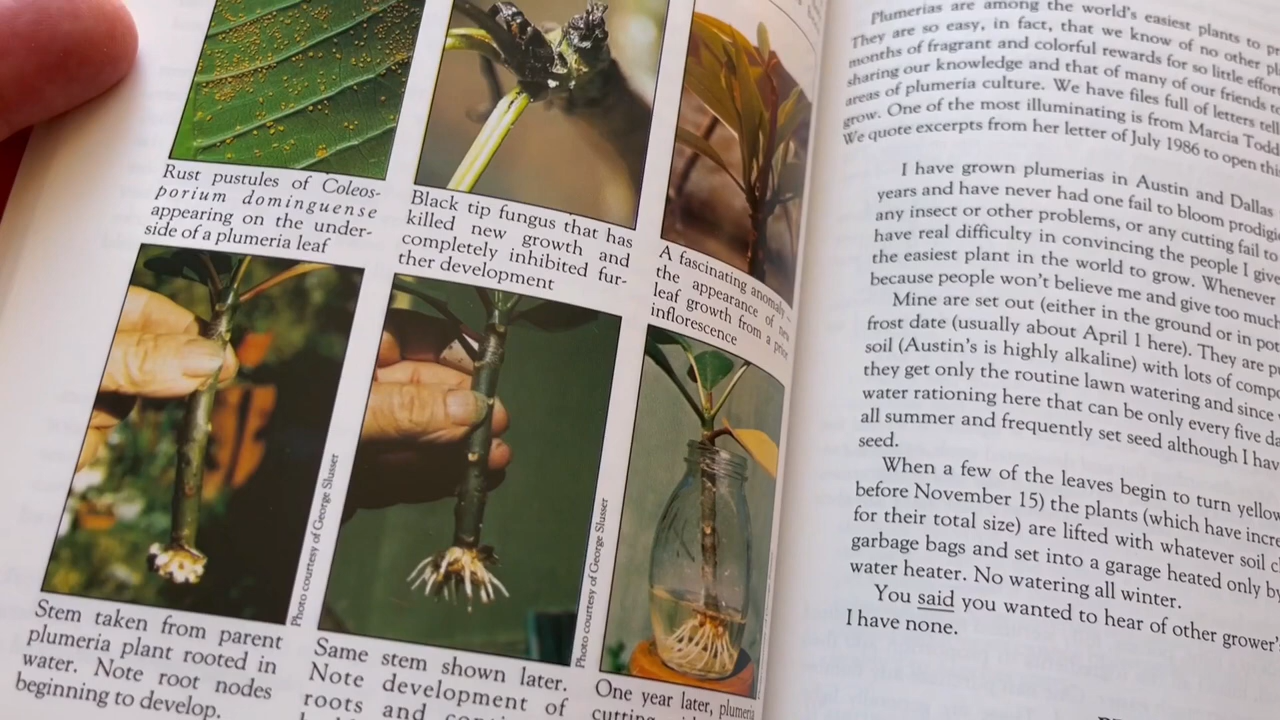 Rust pustules of Coleos-
porium dominguense
appearing on the under-
side of a plumeria leaf
Black tip fungus that has
killed new growth and
completely inhibited fur-
ther development
A fascinating anomaly—
the appearance of new
leaf growth from a prior
inflorescence
Photo courtesy of George Slusser
Photo courtesy of George Slusser
Stem taken from parent
plumeria plant rooted in
water. Note root nodes
beginning to develop.
Same stem shown later.
Note development of
roots and
One year later, plumeria
cutting
Plumerias are among the world's easiest plants to
They are so easy, in fact, that we know of no other
months of fragrant and colorful rewards for so little effort
sharing our knowledge and that of many of our friends
areas of plumeria culture. We have files full of letters
grow. One of the most illuminating is from Marcia Todd
We quote excerpts from her letter of July 1986 to open
I have grown plumerias in Austin and Dallas
years and have never had one fail to bloom
any insect or other problems, or any cutting fail to
have real difficulty in convincing the people I give
the easiest plant in the world to grow. Whenever
because people won't believe me and give too much
Mine are set out (either in the ground or in
frost date (usually about April 1 here). They are
soil (Austin's is highly alkaline) with lots of
they get only the routine lawn watering and since
water rationing here that can be only every five
all summer and frequently set seed although I
seed.
When a few of the leaves begin to turn
before November 15) the plants (which have
for their total size) are lifted with whatever soil
garbage bags and set into a garage heated only by
water heater. No watering all winter.
You said you wanted to hear of other
I have none.